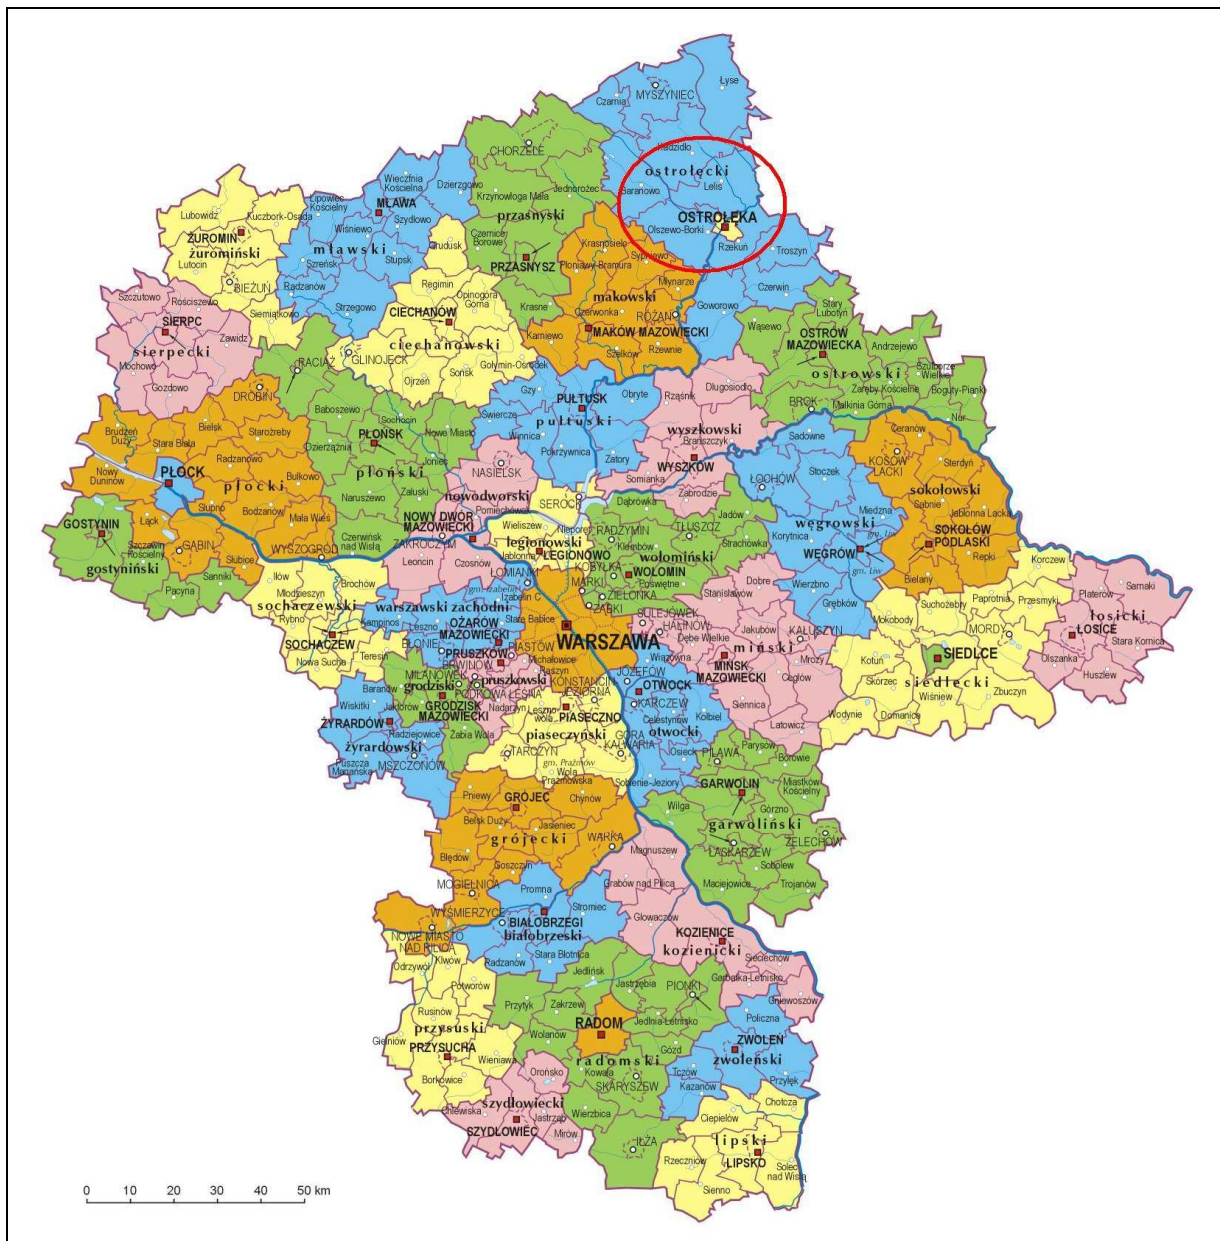 MYSZYNIEC
Łyse
Czarnia
CHORZELE
Kadzidło
ostrołęcki
Baranowo
Lelis
OSTROŁĘKA
Olszewo-Borki
Rzekuń
Troszyn
Wieczfnia
Kościelna
Dzierzgowo
Jednorożec
Krzynowłoga Mała
przasnyski
Lipowiec
Kościelny
MŁAWA
Szydłowo
Wiśniewo
mławski
Szreńsk
Stupsk
Radzanów
Strzegowo
Lubowidz
Kuczbork-Osada
ŻUROMIN
żuromiński
Lutocin
BIEŻUŃ
Siemiątkowo
Czernice
Borowe
PRZASNYSZ
Krasne
Krasnosielc
Sypniewo
Płoniawy-Bramura
Młynarze
makowski
Czerwonka
RÓŻAN
MAKÓW MAZOWIECKI
Karniewo
Szelków
Rzewnie
Goworowo
Czerwin
Grudusk
Regimin
Opinogóra
Górna
CIECHANÓW
ciechanowski
GLINOJECK
Gołymin-Ośrodek
Ojrzeń
Sońsk
Szczutowo
Rościszewo
SIERPC
Zawidz
sierpecki
Mochowo
Gozdowo
Stary
Lubotyń
Wąsewo
OSTRÓW
MAZOWIECKA
Andrzejewo
ostrowski
Szulborze
Wielkie
Zaręby Kościelne
Boguty-Pianki
BROK
Małkinia Górna
Nur
RACIĄŻ
Baboszewo
Sochocin
PŁOŃSK
Nowe Miasto
Dzierzążnia
Joniec
płoński
Naruszewo
Załuski
Czerwińsk
nad Wisłą
DROBIN
Bielsk
Staroźreby
Brudzeń
Duży
Stara Biała
Radzanowo
Nowy
Duninów
PŁOCK
płocki
Bulkowo
Słupno
Bodzanów
Mała Wieś
Łąck
GĄBIN
Słubice
WYSZOGRÓD
GOSTYNIN
gostyniński
Szczawin
Kościelny
Sanniki
Pacyna
Gzy
PUŁTUSK
Obryte
Świercze
pułtuski
Winnica
Pokrzywnica
Zatory
Długosiodło
Rząśnik
wyszkowski
Brańszczyk
WYSZKÓW
Somianka
Zabrodzie
NASIELSK
nowodworski
Pomiechówek
NOWY DWÓR
MAZOWIECKI
ZAKROCZYM
Leoncin
Czosnów
SEROCK
Wieliszew
Nieporęt
legionowski
Jabłonna
LEGIONOWO
Dąbrówka
RADZYMIN
TŁUSZCZ
Jadów
Klembów
Strachówka
wołomiński
KOBYŁKA
WOŁOMIN
Poświętne
MARKI
ZIELONKA
ZĄBKI
Sadowne
Stoczek
ŁOCHÓW
Miedzna
węgrowski
Korytnica
gm. Liw
WĘGRÓW
gm. Liw
Wierzbno
Grębków
Ceranów
KOSÓW
LACKI
Sterdyń
sokołowski
Sabnie
Jabłonna Lacka
SOKOŁÓW
PODLASKI
Repki
Bielany
Iłów
Brochów
Młodzieszyn
sochaczewski
Rybno
SOCHACZEW
Nowa Sucha
Teresin
ŁOMIANKI
gm. Izabelin
Izabelin C
warszawski zachodni
Kampinos
Leszno
Stare Babice
OŻARÓW
MAZOWIECKI
BŁONIE
WARSZAWA
PRUSZKÓW
PIASTÓW
BRWINÓW
Michałowice
MILANÓWEK
pruszkowski
Raszyn
grodziski
PODKOWA LEŚNA
Nadarzyn
GRODZISK
MAZOWIECKI
Baranów
Jaktorów
Żabia Wola
Wiskitki
ŻYRARDÓW
Radziejowice
żyrardowski
Puszcza
Mariańska
MSZCZONÓW
KONSTANCIN
JEZIORNA
Leszno-
wola
PIASECZNO
piaseczyński
GÓRA
KALWARIA
TARCZYN
gm. Prażmów
Wola
Prażmowska
SULEJÓWEK
HALINÓW
Stanisławów
Dobre
Dębe Wielkie
Jakubów
KAŁUSZYN
miński
MIŃSK
MAZOWIECKI
Mrozy
Cegłów
Siennica
Latowicz
JÓZEFÓW
Wiązowna
OTWOCK
KARCZEW
Celestynów
Kołbiel
otwocki
Osieck
Sobienie-Jeziory
Korczew
Suchożebry
Paprotnia
Przesmyki
Mokobody
MORDY
SIEDLCE
Kotuń
Skórzec
siedlecki
Wiśniew
Zbuczyn
Wodynie
Domanice
Sarnaki
Platerów
łosicki
ŁOSICE
Stara Kornica
Olszanka
Huszlew
PILAWA
Parysów
Borowie
GARWOLIN
Miastków
Kościelny
Wilga
Górzno
garwoliński
ŻELECHÓW
ŁASKARZEW
Sobolew
Maciejowice
Trojanów
Pniewy
GRÓJEC
Chynów
Belsk Duży
Jasieniec
grójecki
WARKA
Błędów
Goszczyn
MOGIELNICA
WYŚMIERZYCE
NOWE MIASTO
NAD PILICĄ
Promna
Stromiec
BIAŁOBRZEGI
białobrzeski
Radzanów
Stara Błotnica
Magnuszew
Grabów nad Pilicą
Głowaczów
KOZIENICE
kozienicki
Sieciechów
Garbatka-Letnisko
Gniewoszów
Odrzywół
Klwów
Potworów
Rusinów
przysuski
Gielniów
PRZYSUCHA
Wieniawa
Borkowice
Jedlińsk
Jastrzębia
PIONKI
Przytyk
Zakrzew
RADOM
Jedlnia-Letnisko
Wolanów
radomski
Gózd
Kowala
SKARYSZEW
Wierzbica
IŁŻA
Policzna
ZWOLEŃ
zwoleński
Tczów
Kazanów
Przyłęk
Orońsko
szydłowiecki
Chlewiska
Jastrząb
SZYDŁOWIEC
Mirów
Chotcza
Ciepielów
lipski
LIPSKO
Rzeczniów
Solec
nad Wisłą
Sienno
0 10 20 30 40 50 km